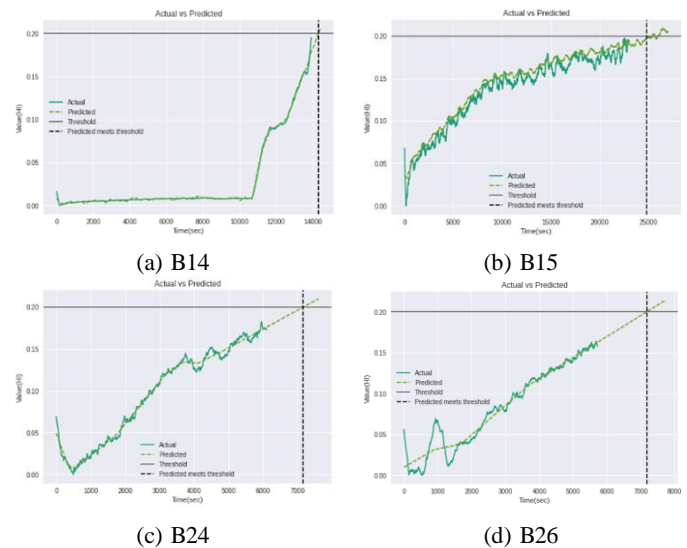 Actual vs Predicted
0.20
0.15
0.10
0.05
0.00
Value(HI)
Actual
Predicted
Threshold
Predicted meets threshold
0 2000 4000 6000 8000 10000 12000 14000
Time(sec)
(a) B14
Actual vs Predicted
0.20
0.15
0.10
0.05
0.00
Value(HI)
Actual
Predicted
Threshold
Predicted meets threshold
0 5000 10000 15000 20000 25000
Time(sec)
(b) B15
Actual vs Predicted
0.20
0.15
0.10
0.05
0.00
Value(HI)
Actual
Predicted
Threshold
Predicted meets threshold
0 1000 2000 3000 4000 5000 6000 7000
Time(sec)
(c) B24
Actual vs Predicted
0.20
0.15
0.10
0.05
0.00
Value(HI)
Actual
Predicted
Threshold
Predicted meets threshold
0 1000 2000 3000 4000 5000 6000 7000 8000
Time(sec)
(d) B26